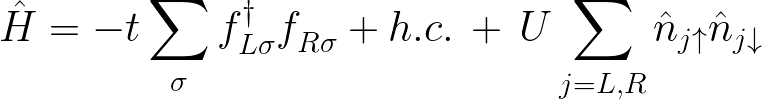 $\hat{H} = -t \sum_{\sigma} f^{\dagger}_{L\sigma} f_{R\sigma} + h.c. \, + \, U \sum_{j=L,R} \hat{n}_{j\uparrow} \hat{n}_{j\downarrow}$